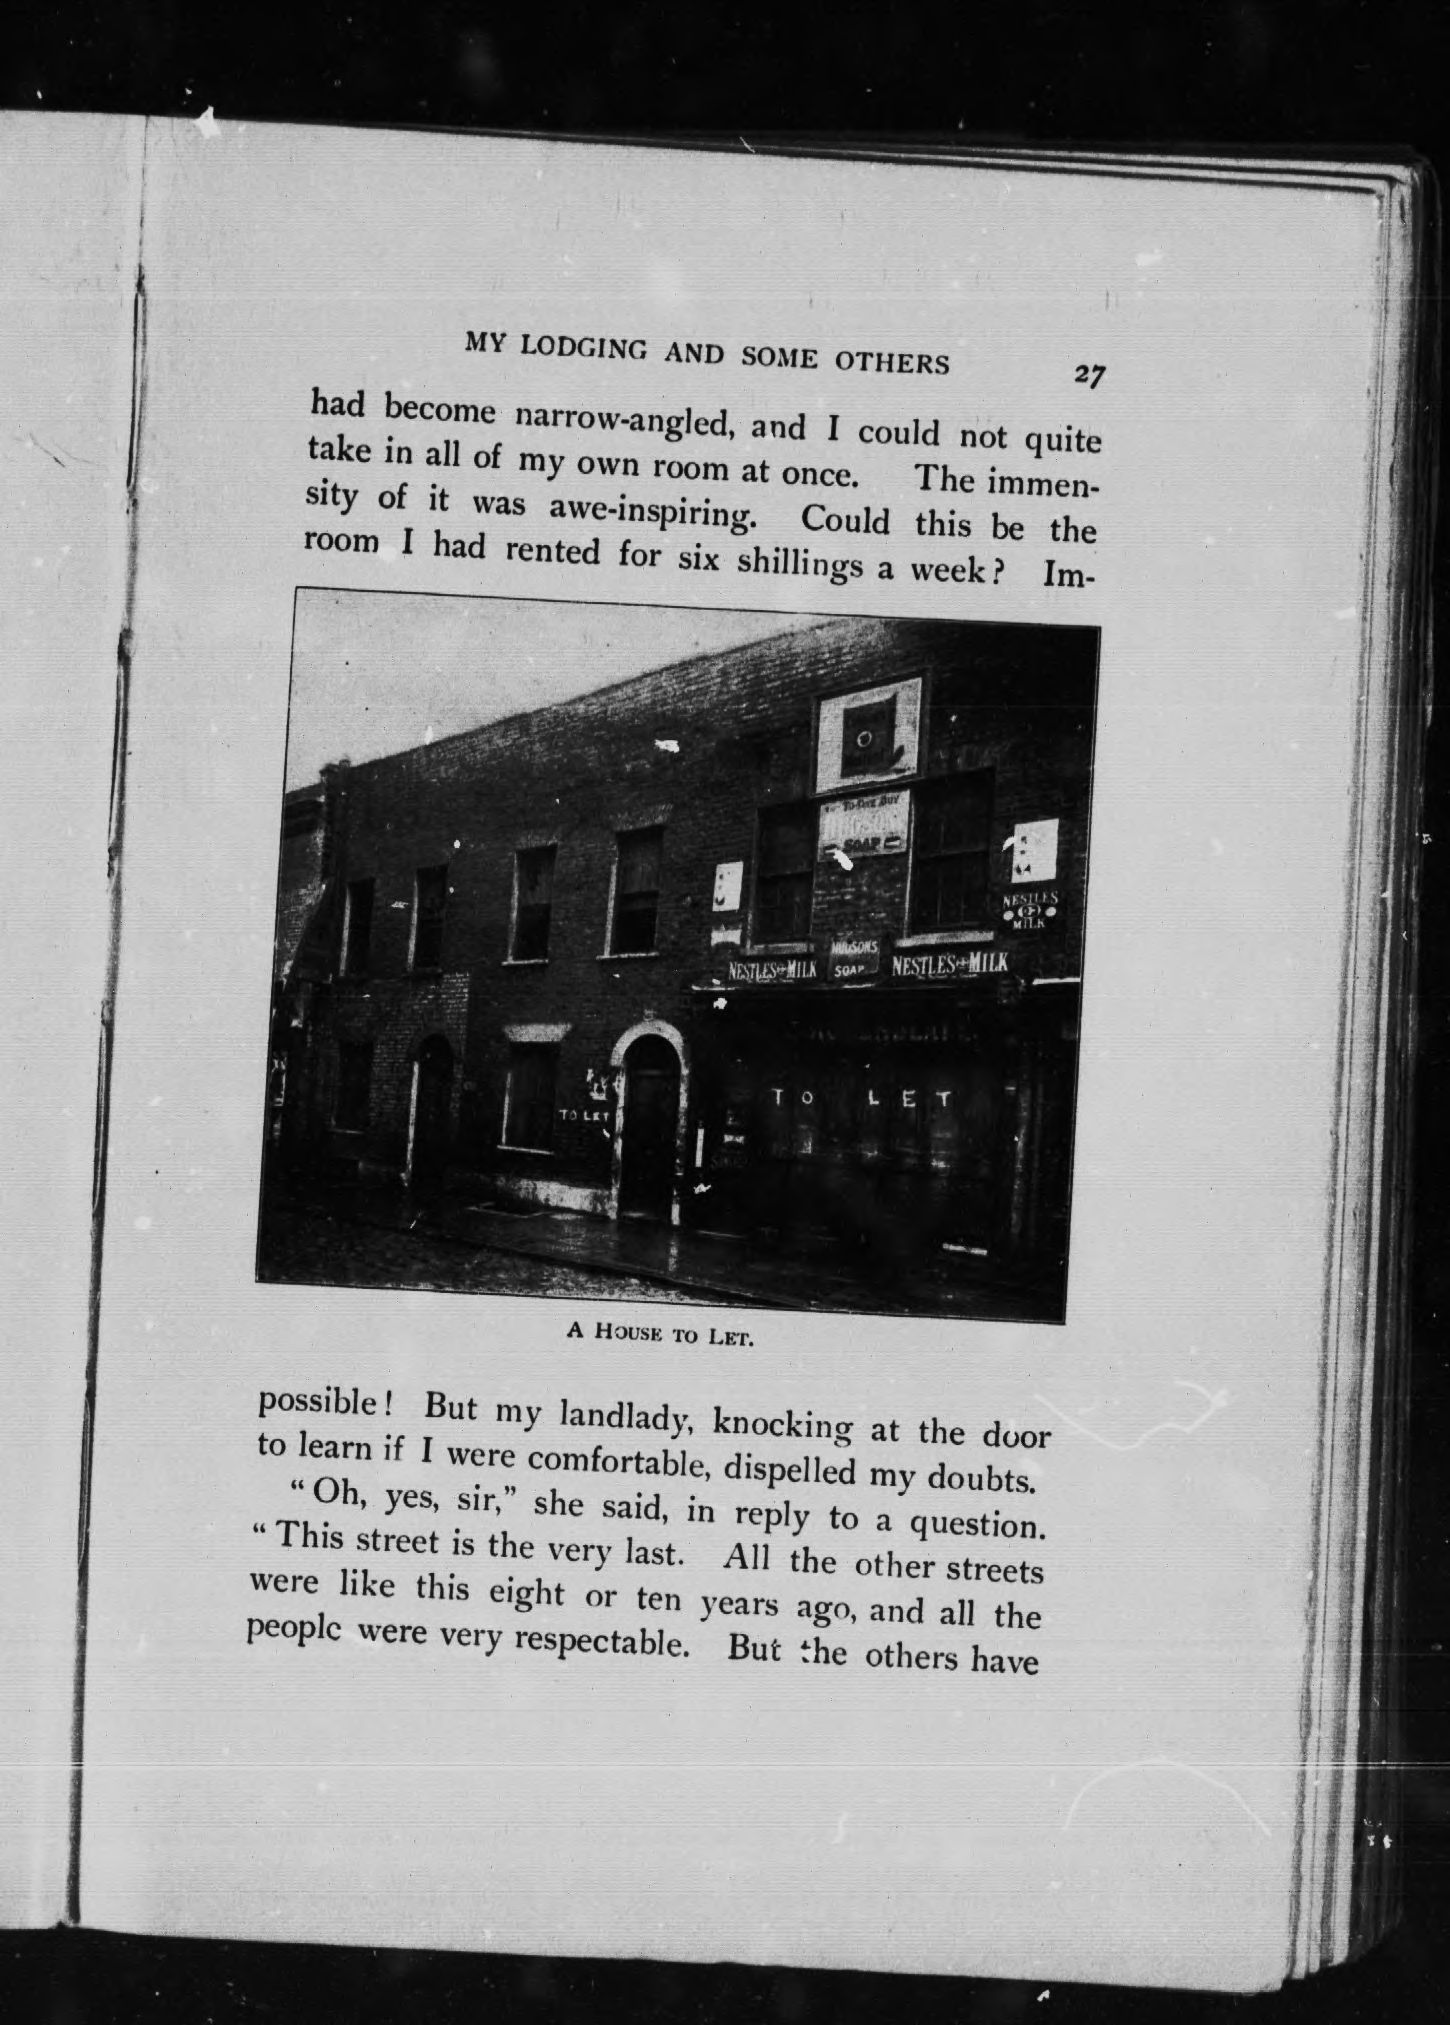 MY LODGING AND SOME OTHERS 27
had become narrow-angled, and I could not quite
take in all of my own room at once. The immen-
sity of it was awe-inspiring. Could this be the
room I had rented for six shillings a week? Im-
TO-DAY BUY
SOAP
NESTLES
MILK
HUDSONS
SOAP
NESTLES MILK
NESTLES MILK
TO LET
TO LET
A HOUSE TO LET.
possible! But my landlady, knocking at the door
to learn if I were comfortable, dispelled my doubts.
“Oh, yes, sir,” she said, in reply to a question.
“This street is the very last. All the other streets
were like this eight or ten years ago, and all the
people were very respectable. But the others have